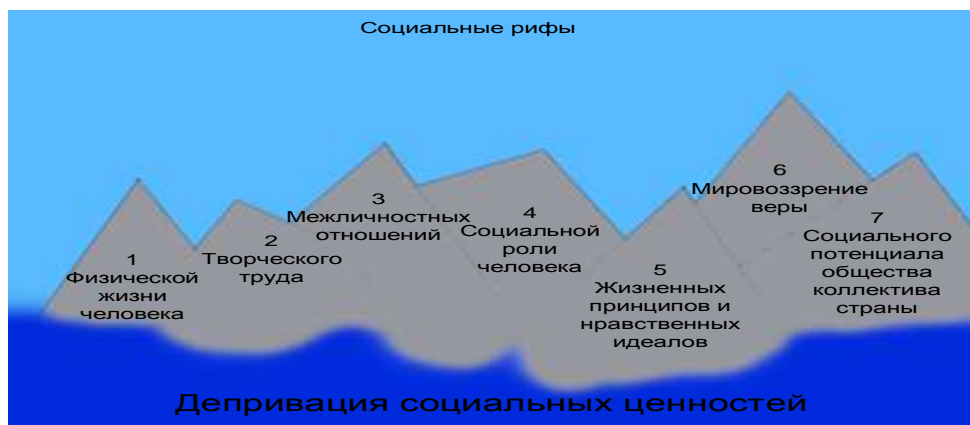 Социальные рифы
1
Физической
жизни
человека
2
Творческого
труда
3
Межличностных
отношений
4
Социальной
роли
человека
5
Жизненных
принципов и
нравственных
идеалов
6
Мировоззрение
веры
7
Социального
потенциала
общества
коллектива
страны
Депривация социальных ценностей